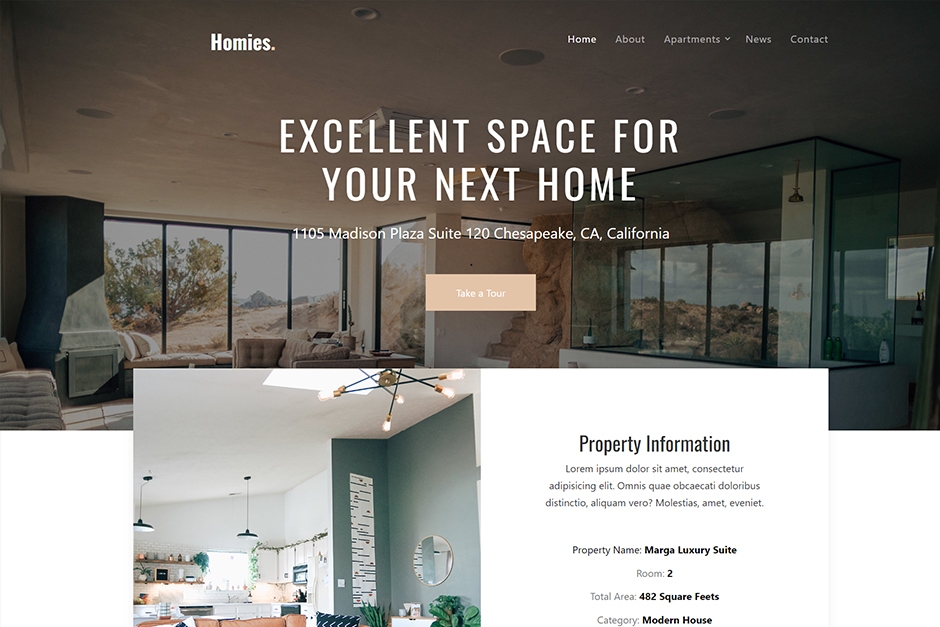 Homies.
Home About Apartments News Contact
EXCELLENT SPACE FOR
YOUR NEXT HOME
1105 Madison Plaza Suite 120 Chesapeake, CA, California
Take a Tour
Property Information
Lorem ipsum dolor sit amet, consectetur
adipisicing elit. Omnis quae obcaecati doloribus
distinctio, aliquam vero? Molestias, amet, eveniet.
Property Name: Marga Luxury Suite
Room: 2
Total Area: 482 Square Feets
Category: Modern House